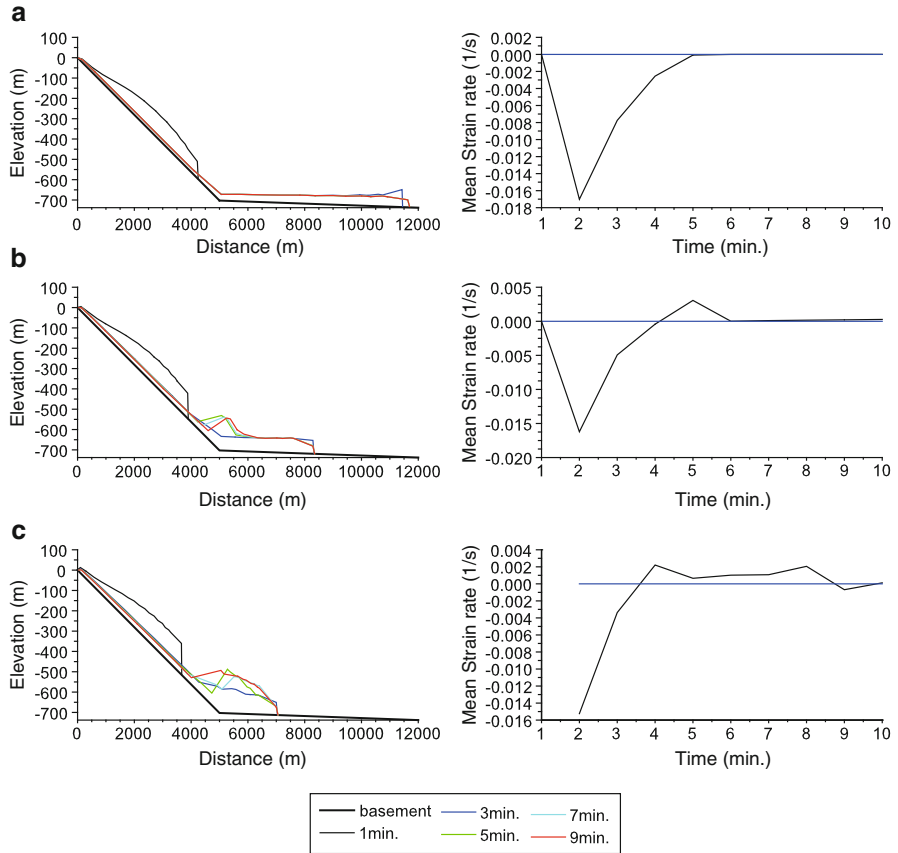 a
100
0
-100
-200
-300
-400
-500
-600
-700
Elevation (m)
0 2000 4000 6000 8000 10000 12000
Distance (m)
0.002
0.000
-0.002
-0.004
-0.006
-0.008
-0.010
-0.012
-0.014
-0.016
-0.018
Mean Strain rate (1/s)
1 2 3 4 5 6 7 8 9 10
Time (min.)
b
100
0
-100
-200
-300
-400
-500
-600
-700
Elevation (m)
0 2000 4000 6000 8000 10000 12000
Distance (m)
0.005
0.000
-0.005
-0.010
-0.015
-0.020
Mean Strain rate (1/s)
1 2 3 4 5 6 7 8 9 10
Time (min.)
c
100
0
-100
-200
-300
-400
-500
-600
-700
Elevation (m)
0 2000 4000 6000 8000 10000 12000
Distance (m)
0.004
0.002
0.000
-0.002
-0.004
-0.006
-0.008
-0.010
-0.012
-0.014
-0.016
Mean Strain rate (1/s)
1 2 3 4 5 6 7 8 9 10
Time (min.)
basement 3min. 7min.
1min. 5min. 9min.